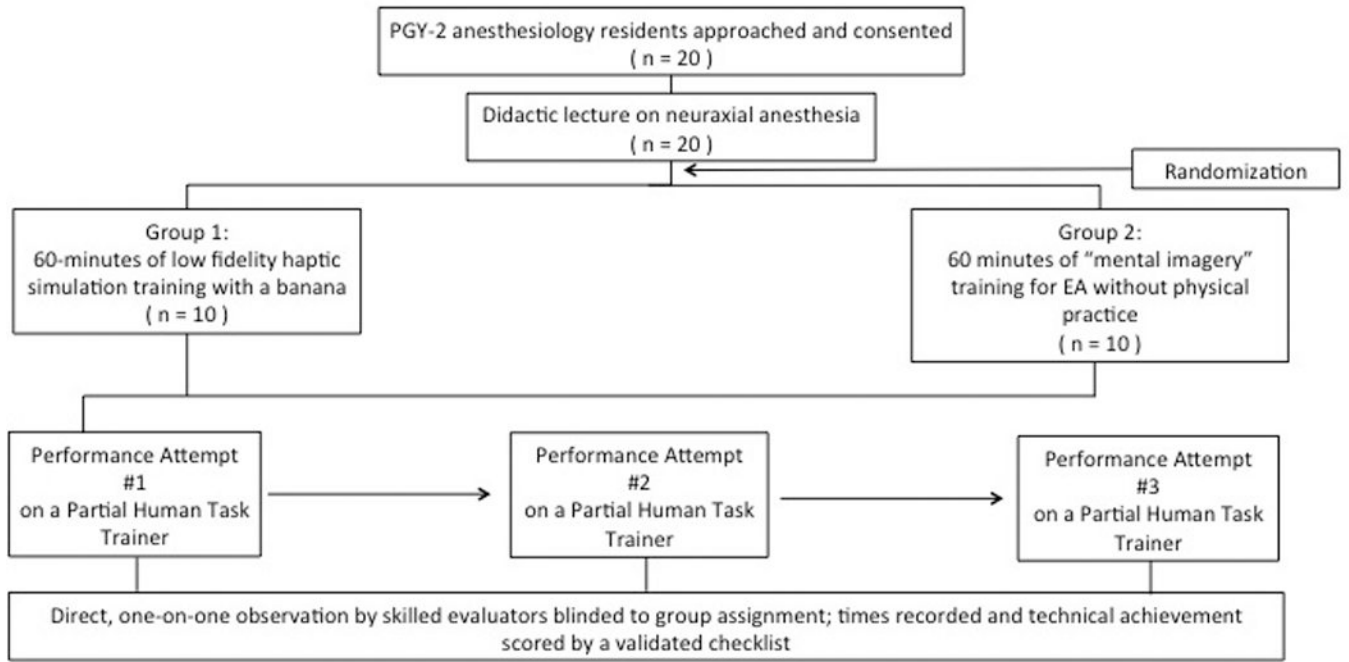 PGY-2 anesthesiology residents approached and consented
( n = 20 )
Didactic lecture on neuraxial anesthesia
( n = 20 )
Randomization
Group 1:
60-minutes of low fidelity haptic
simulation training with a banana
( n = 10 )
Group 2:
60 minutes of “mental imagery”
training for EA without physical
practice
( n = 10 )
Performance Attempt
#1
on a Partial Human Task
Trainer
Performance Attempt
#2
on a Partial Human Task
Trainer
Performance Attempt
#3
on a Partial Human Task
Trainer
Direct, one-on-one observation by skilled evaluators blinded to group assignment; times recorded and technical achievement
scored by a validated checklist